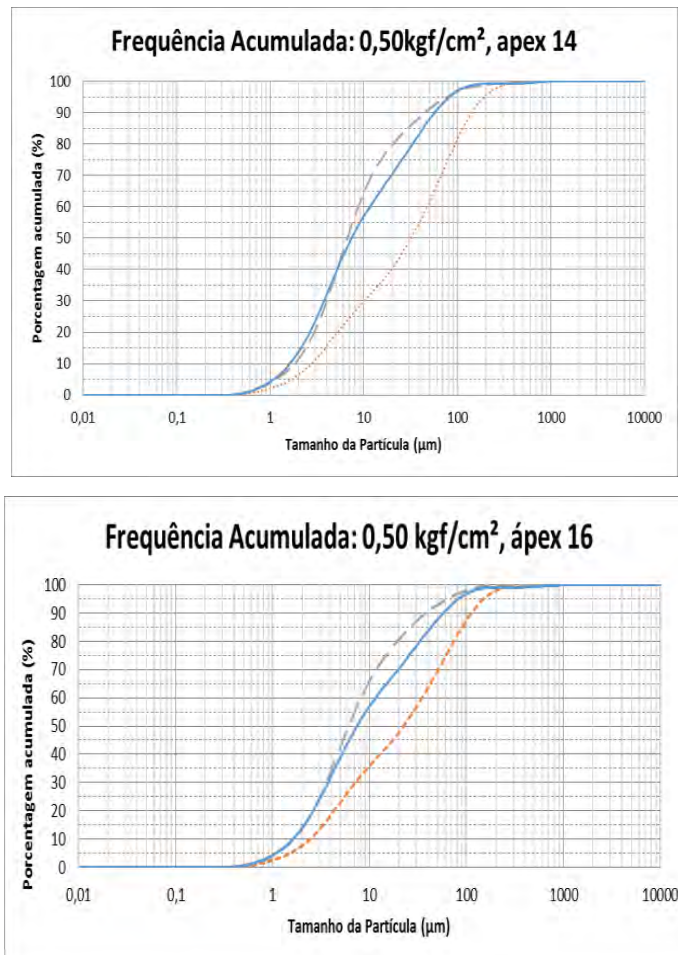 Frequência Acumulada: 0,50kgf/cm², apex 14
Porcentagem acumulada (%)
100
90
80
70
60
50
40
30
20
10
0
0,01 0,1 1 10 100 1000 10000
Tamanho da Partícula (µm)
Frequência Acumulada: 0,50 kgf/cm², ápex 16
Porcentagem acumulada (%)
100
90
80
70
60
50
40
30
20
10
0
0,01 0,1 1 10 100 1000 10000
Tamanho da Partícula (µm)